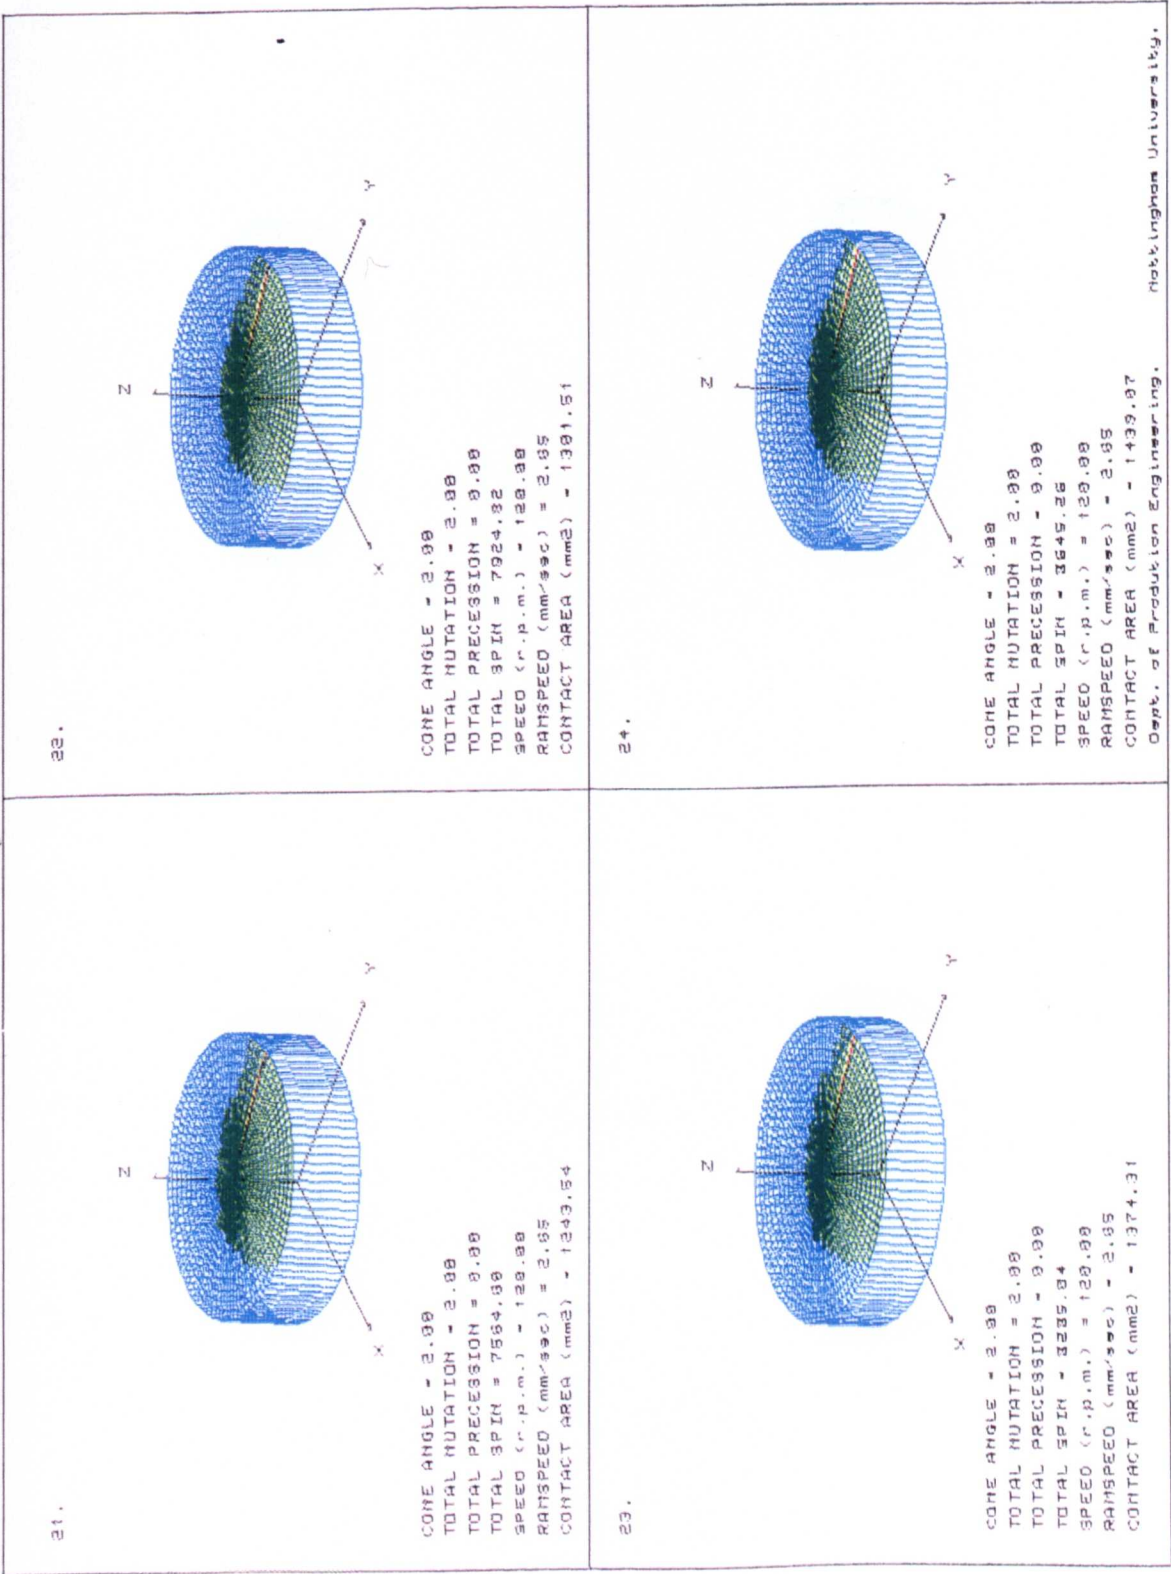 21.
Z
X
Y
CONE ANGLE = 2.00
TOTAL NUTATION = 2.00
TOTAL PRECESSION = 0.00
TOTAL SPIN = 7564.60
SPEED (r.p.m.) = 120.00
RAMSPEED (mm/sec) = 2.65
CONTACT AREA (mm2) = 1243.54
22.
Z
X
Y
CONE ANGLE = 2.00
TOTAL NUTATION = 2.00
TOTAL PRECESSION = 0.00
TOTAL SPIN = 7924.82
SPEED (r.p.m.) = 120.00
RAMSPEED (mm/sec) = 2.65
CONTACT AREA (mm2) = 1301.51
23.
Z
X
Y
CONE ANGLE = 2.00
TOTAL NUTATION = 2.00
TOTAL PRECESSION = 0.00
TOTAL SPIN = 8285.04
SPEED (r.p.m.) = 120.00
RAMSPEED (mm/sec) = 2.65
CONTACT AREA (mm2) = 1374.31
24.
Z
X
Y
CONE ANGLE = 2.00
TOTAL NUTATION = 2.00
TOTAL PRECESSION = 0.00
TOTAL SPIN = 8645.26
SPEED (r.p.m.) = 120.00
RAMSPEED (mm/sec) = 2.65
CONTACT AREA (mm2) = 1439.07
Dept. of Prodution Engineering. Nottingham University.